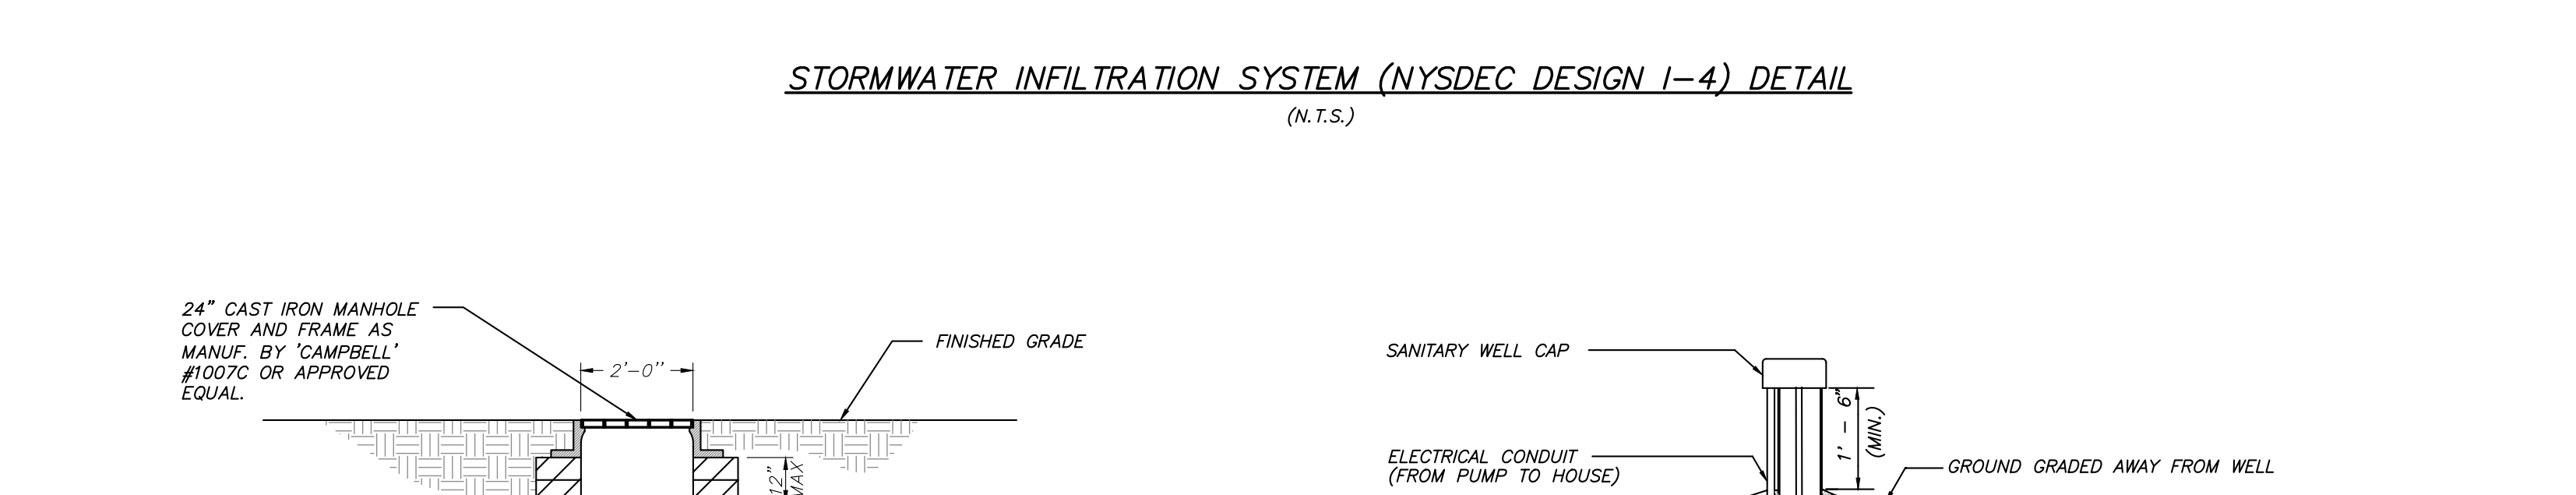 STORMWATER INFILTRATION SYSTEM (NYSDEC DESIGN I-4) DETAIL
(N.T.S.)
24" CAST IRON MANHOLE
COVER AND FRAME AS
MANUF. BY 'CAMPBELL'
#1007C OR APPROVED
EQUAL.
2'-0"
FINISHED GRADE
12"
MAX
SANITARY WELL CAP
1' - 6"
(MIN.)
ELECTRICAL CONDUIT
(FROM PUMP TO HOUSE)
GROUND GRADED AWAY FROM WELL